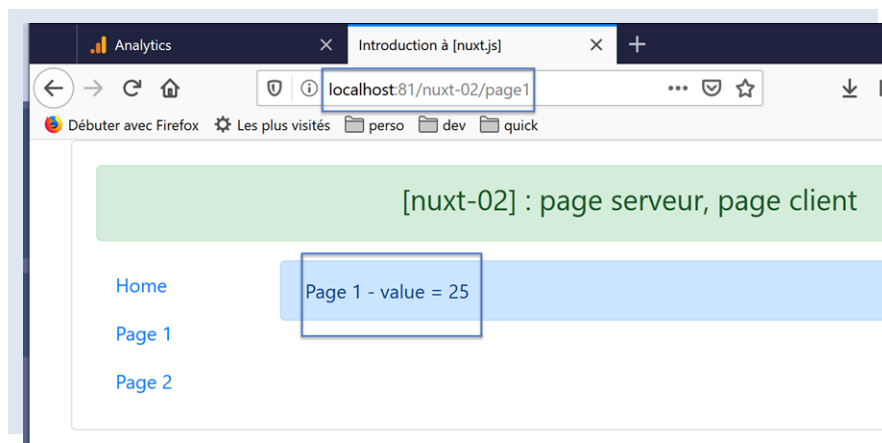 Analytics
Introduction à [nuxt.js]
localhost:81/nuxt-02/page1
Débuter avec Firefox Les plus visités perso dev quick
[nuxt-02] : page serveur, page client
Home
Page 1 - value = 25
Page 1
Page 2